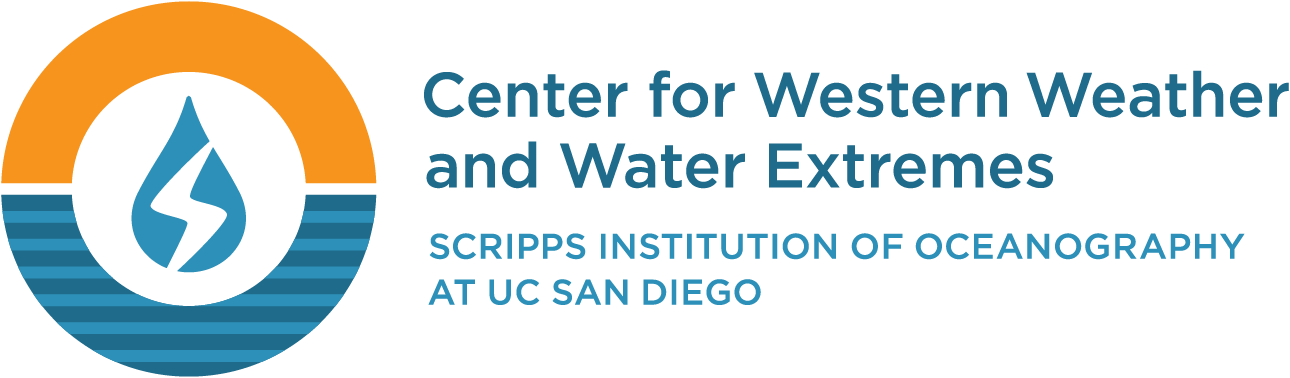 Center for Western Weather
and Water Extremes
SCRIPPS INSTITUTION OF OCEANOGRAPHY
AT UC SAN DIEGO